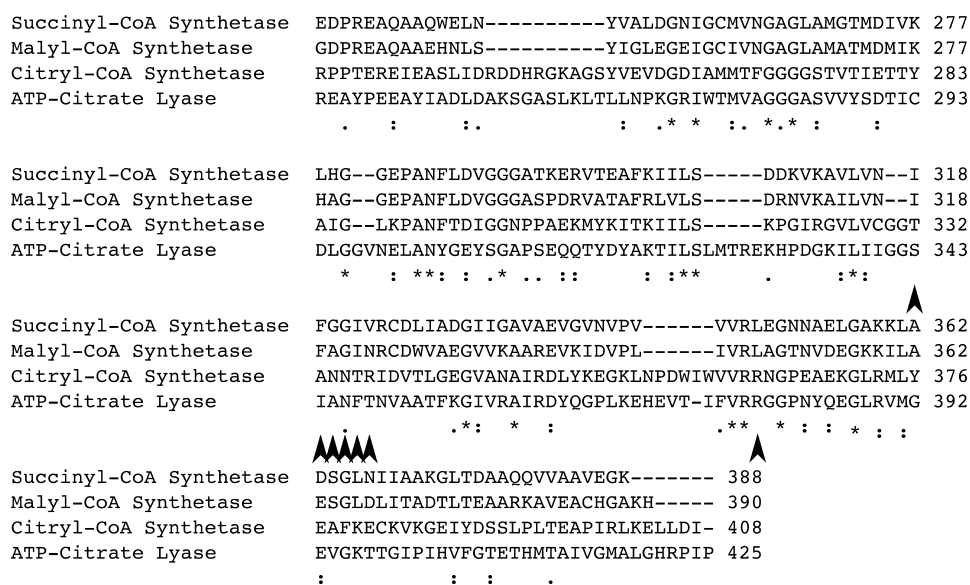 Succinyl-CoA Synthetase EDPREAQAAQWELN----------YVALDGNIGCMVNGAGLAMGTMDIVK 277
Malyl-CoA Synthetase GDPREAQAAEHNLS----------YIGLEGEIGCIVNGAGLAMATMDMIK 277
Citryl-CoA Synthetase RPPTEREIEASLIDRDDHRGKAGSYVEVDGDIAMMTFGGGGSTVTIETTY 283
ATP-Citrate Lyase REAYPEEAYIADLDAKSGASLKLTLLNPKGRIWTMVAGGGASVVYSDTIC 293
. : :. : .* * :. *.* : :
Succinyl-CoA Synthetase LHG--GEPANFLDVGGGATKERVTEAFKIILS-----DDKVKAVLVN--I 318
Malyl-CoA Synthetase HAG--GEPANFLDVGGGASPDRVATAFRLVLS-----DRNVKAILVN--I 318
Citryl-CoA Synthetase AIG--LKPANFTDIGGNPPAEKMYKITKIILS-----KPGIRGVLVCGGT 332
ATP-Citrate Lyase DLGGVNELANYGEYSGAPSEQQTYDYAKTILSLMTREKHPDGKILIIGGS 343
* : **: : .* .. :: : :** . :*:
Succinyl-CoA Synthetase FGGIVRCDLIADGIIGAVAEVGVNVPV------VVRLEGNNAELGAKKLA 362
Malyl-CoA Synthetase FAGINRCDWVAEGVVKAAREVKIDVPL------IVRLAGTNVDEGKKILA 362
Citryl-CoA Synthetase ANNTRIDVTLGEGVANAIRDLYKEGKLNPDWIWVVRRNGPEAEKGLRMLY 376
ATP-Citrate Lyase IANFTNVAATFKGIVRAIRDYQGPLKEHEVT-IFVRRGGPNYQEGLRVMG 392
. .*: * : .** * : : * : :
Succinyl-CoA Synthetase DSGLNIIAAKGLTDAAQQVVAAVEGK------- 388
Malyl-CoA Synthetase ESGLDLITADTLTEAARKAVEACHGAKH----- 390
Citryl-CoA Synthetase EAFKECKVKGEIYDSSLPLTEAPIRLKELLDI- 408
ATP-Citrate Lyase EVGKTTGIPIHVFGTETHMTAIVGMALGHRPIP 425
: : : .